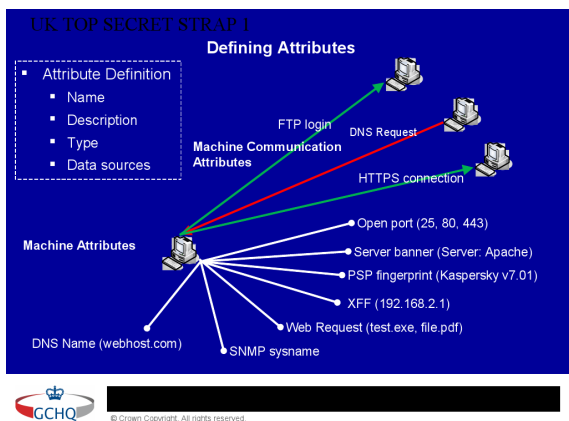 UK TOP SECRET STRAP 1
Defining Attributes
Attribute Definition
Name
Description
Type
Data sources
FTP login
DNS Request
Machine Communication
Attributes
HTTPS connection
Machine Attributes
Open port (25, 80, 443)
Server banner (Server: Apache)
PSP fingerprint (Kaspersky v7.01)
XFF (192.168.2.1)
Web Request (test.exe, file.pdf)
DNS Name (webhost.com)
SNMP sysname
GCHQ
© Crown Copyright. All rights reserved.